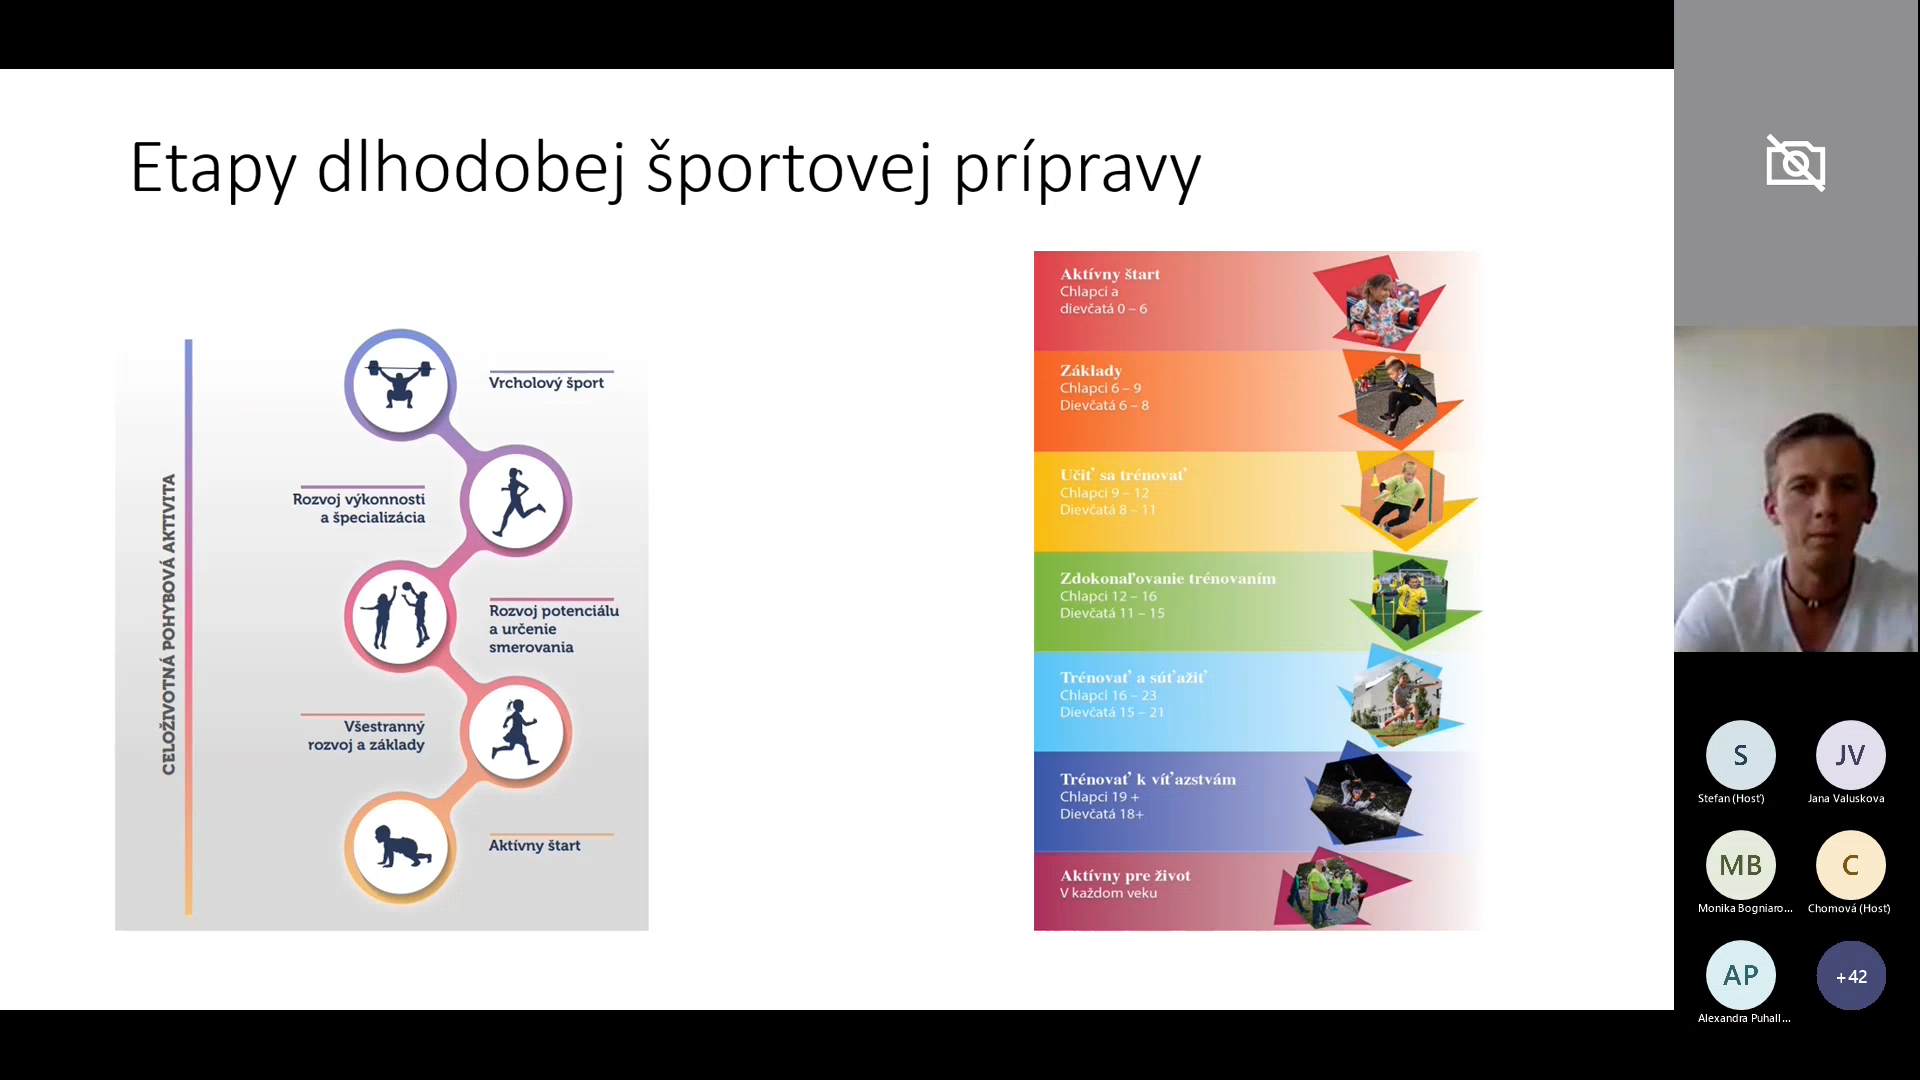 Etapy dlhodobej športovej prípravy
CELOŽIVOTNÁ POHYBOVÁ AKTIVITA
Vrcholový šport
Rozvoj výkonnosti
a špecializácia
Rozvoj potenciálu
a určenie
smerovania
Všestranný
rozvoj a základy
Aktívny štart
Aktívny štart
Chlapci a
dievčatá 0 – 6
Základy
Chlapci 6 – 9
Dievčatá 6 – 8
Učiť sa trénovať
Chlapci 9 – 12
Dievčatá 8 – 11
Zdokonaľovanie trénovaním
Chlapci 12 – 16
Dievčatá 11 – 15
Trénovať a súťažiť
Chlapci 16 – 23
Dievčatá 15 – 21
Trénovať k víťazstvám
Chlapci 19 +
Dievčatá 18+
Aktívny pre život
V každom veku
S
Stefan (Hosť)
JV
Jana Valuskova
MB
Monika Bogniaro...
C
Chomová (Hosť)
AP
Alexandra Puhall...
+42